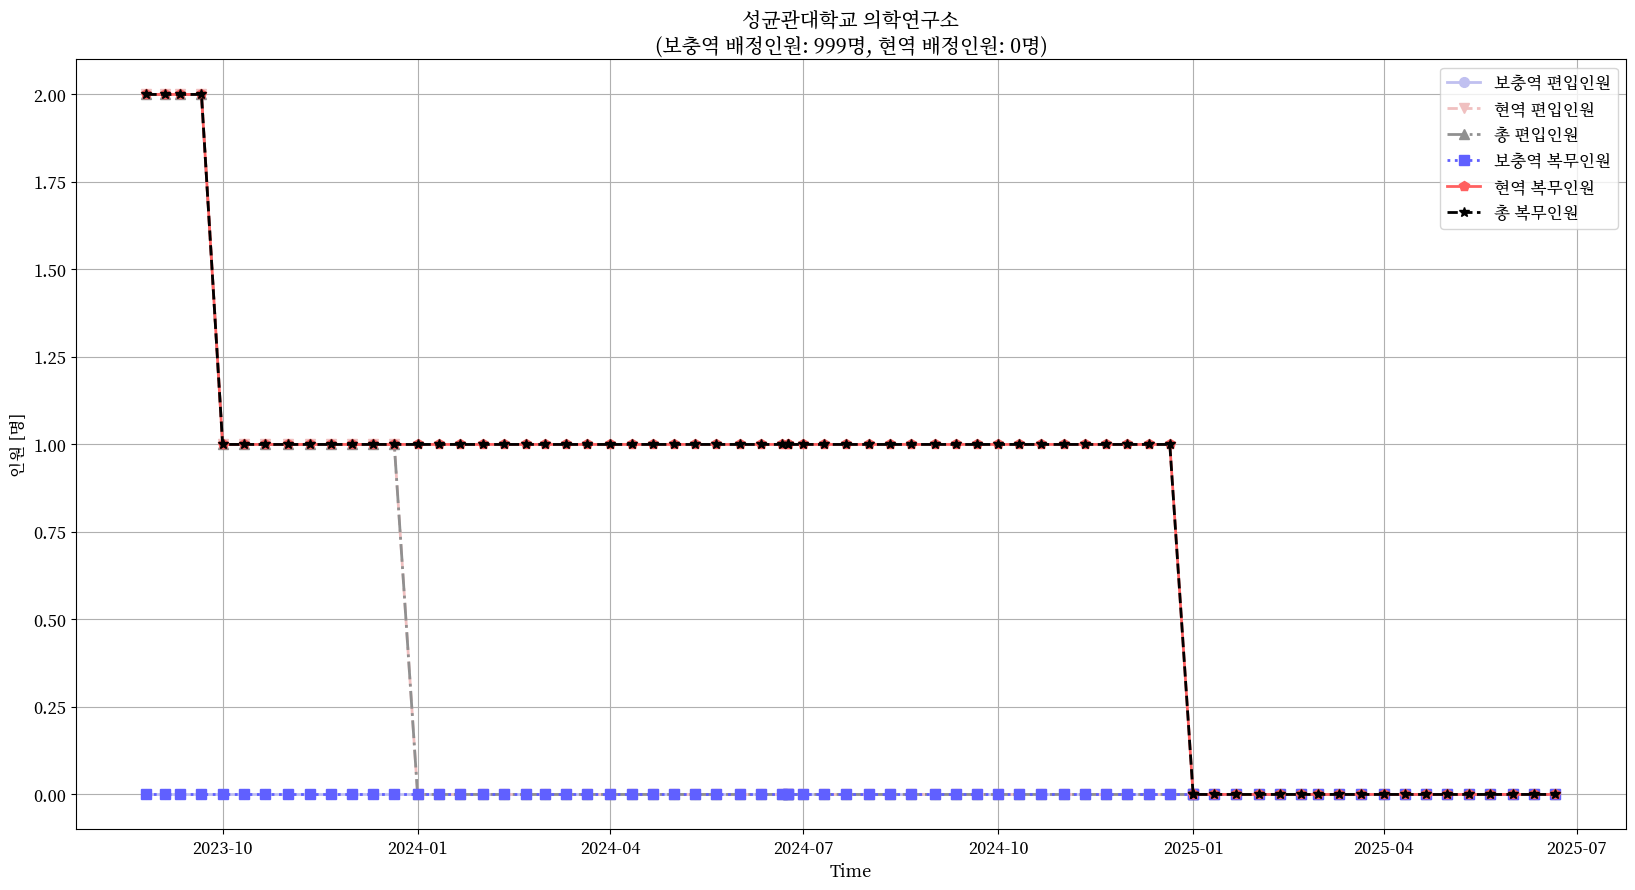 성균관대학교 의학연구소
(보충역 배정인원: 999명, 현역 배정인원: 0명)
보충역 편입인원
현역 편입인원
총 편입인원
보충역 복무인원
현역 복무인원
총 복무인원
2.00
1.75
1.50
1.25
1.00
0.75
0.50
0.25
0.00
인원 [명]
2023-10
2024-01
2024-04
2024-07
2024-10
2025-01
2025-04
2025-07
Time